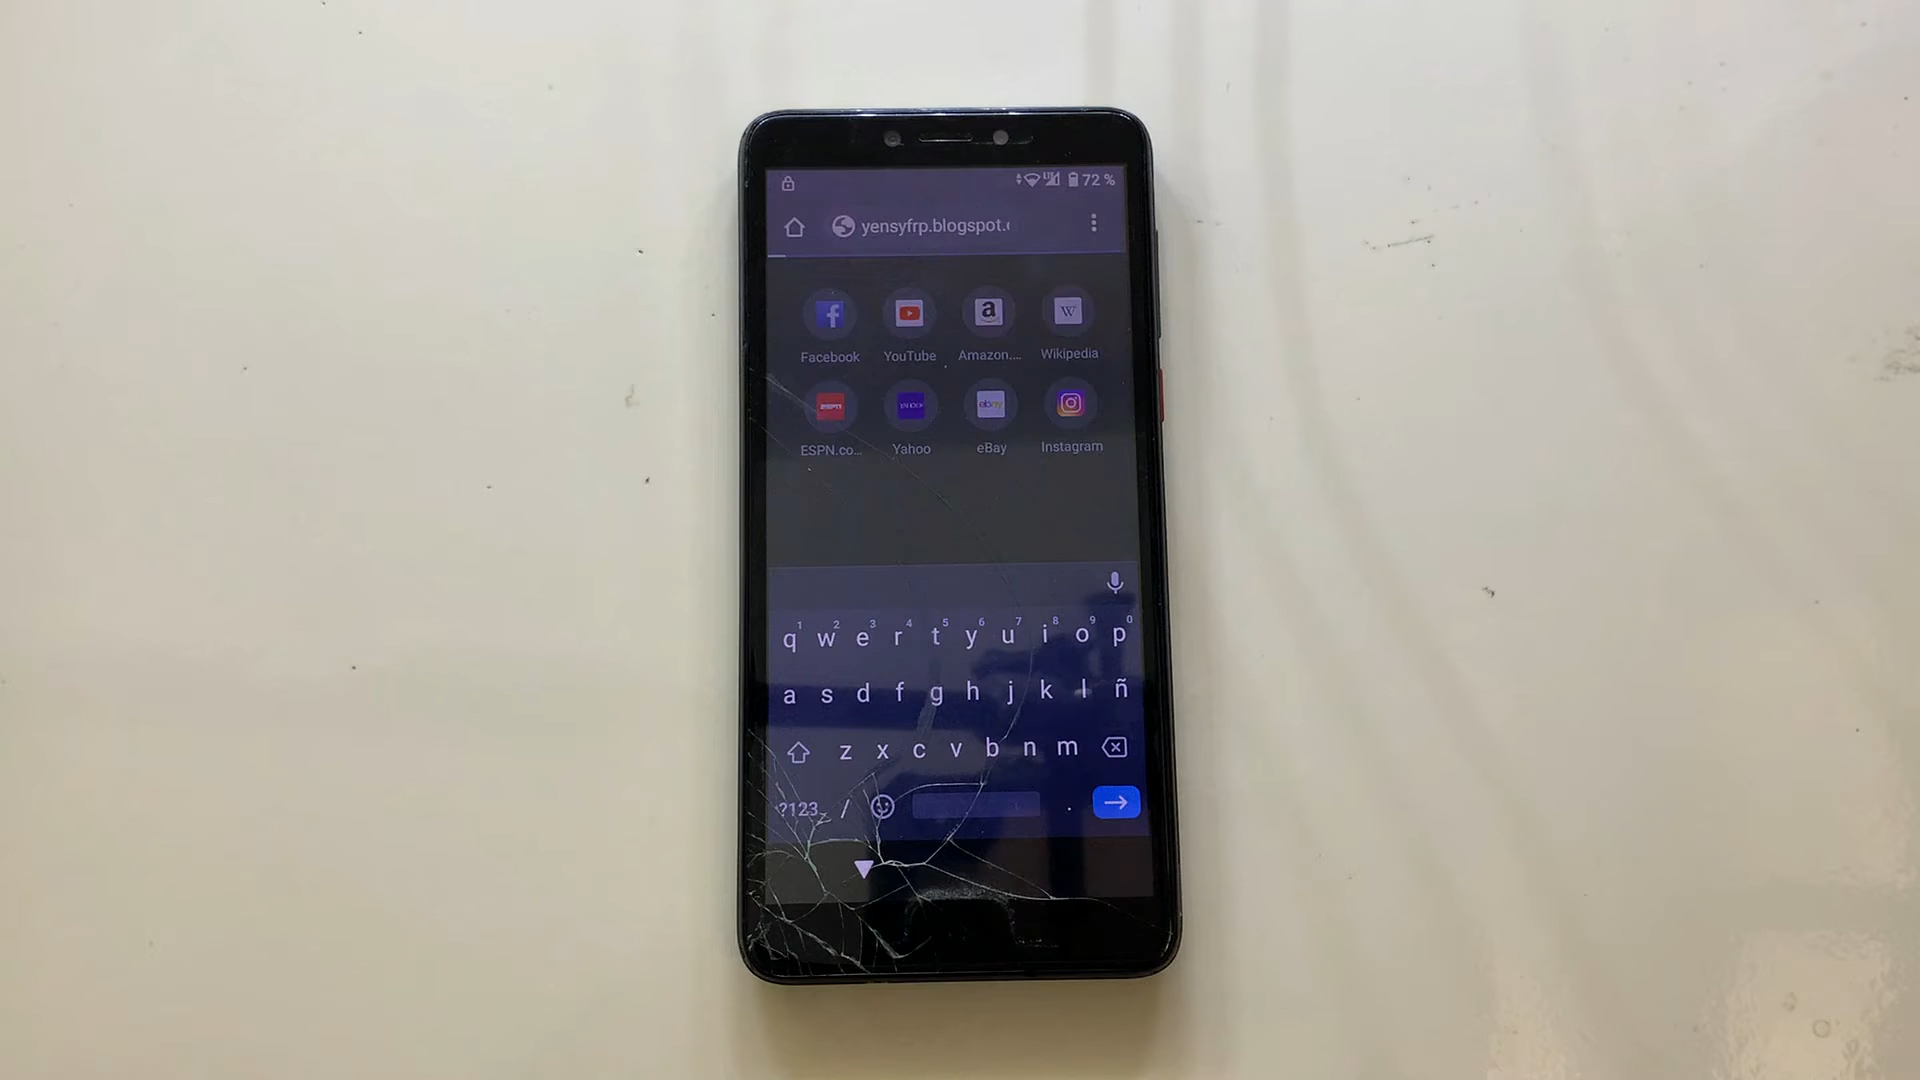 LTE 72 %
yensyfrp.blogspot.
Facebook YouTube Amazon.... Wikipedia
ESPN.co... Yahoo eBay Instagram
1 2 3 4 5 6 7 8 9 0
q w e r t y u i o p
a s d f g h j k l ñ
z x c v b n m
?123 / .